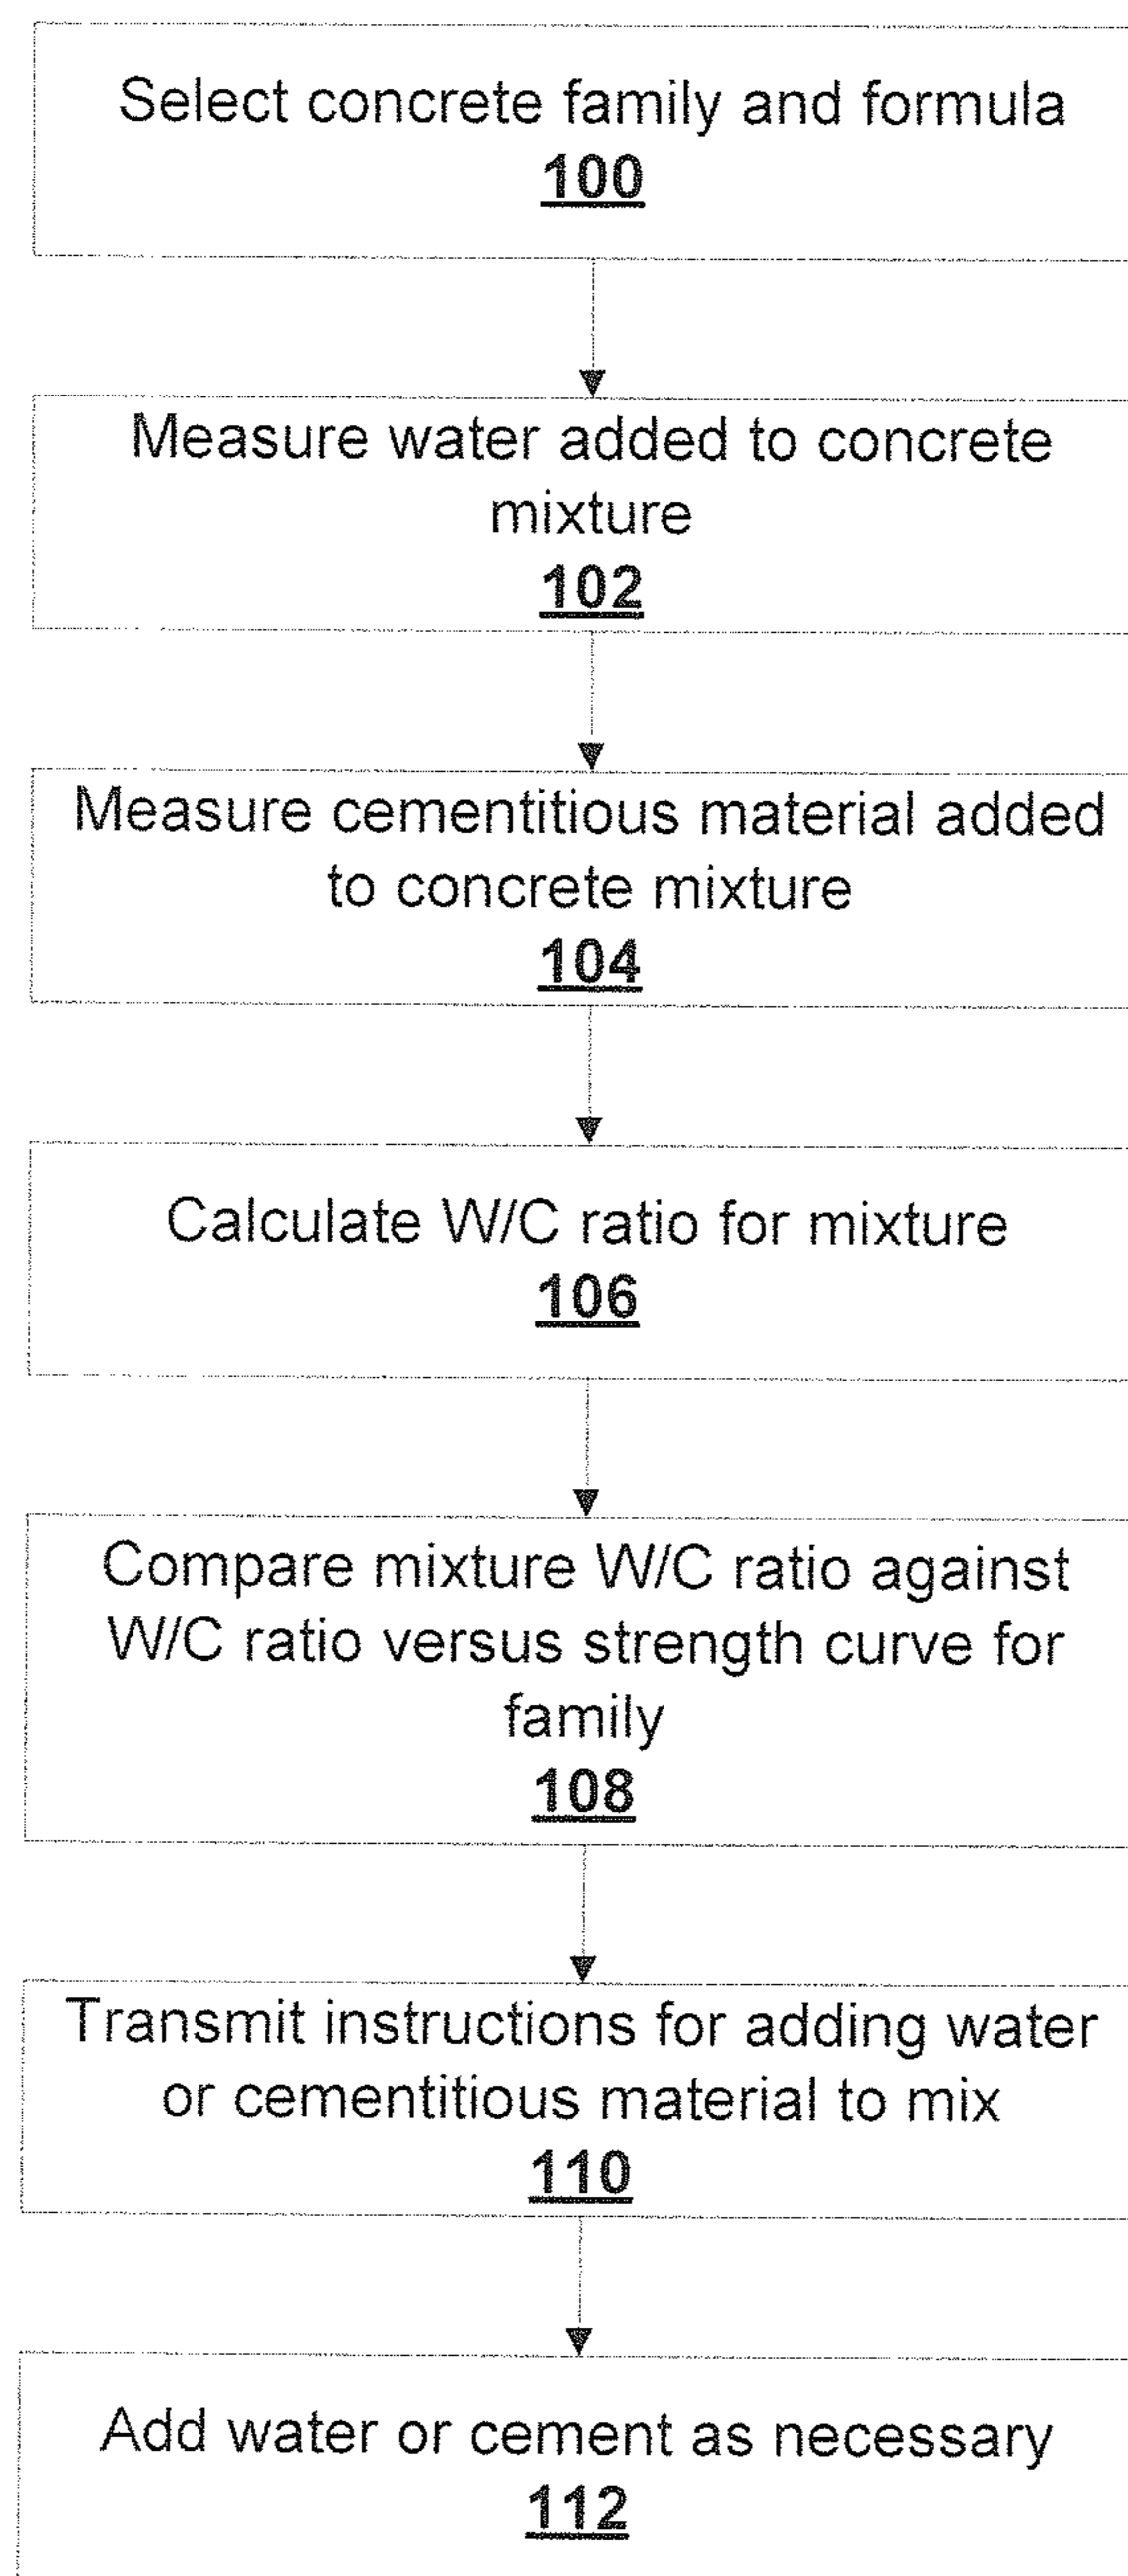 Select concrete family and formula
100
Measure water added to concrete
mixture
102
Measure cementitious material added
to concrete mixture
104
Calculate W/C ratio for mixture
106
Compare mixture W/C ratio against
W/C ratio versus strength curve for
family
108
Transmit instructions for adding water
or cementitious material to mix
110
Add water or cement as necessary
112